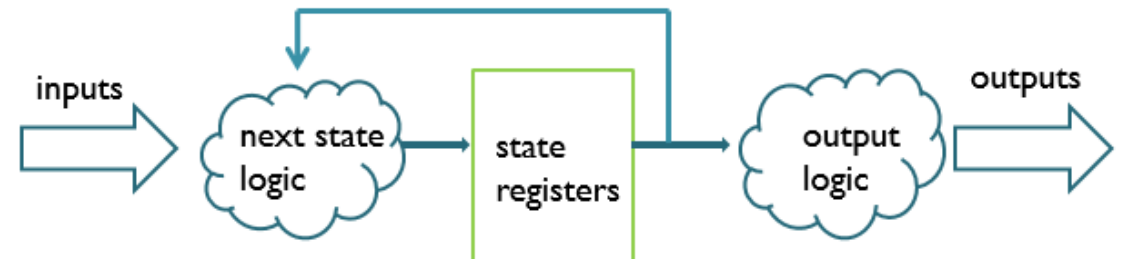 inputs
next state
logic
state
registers
output
logic
outputs